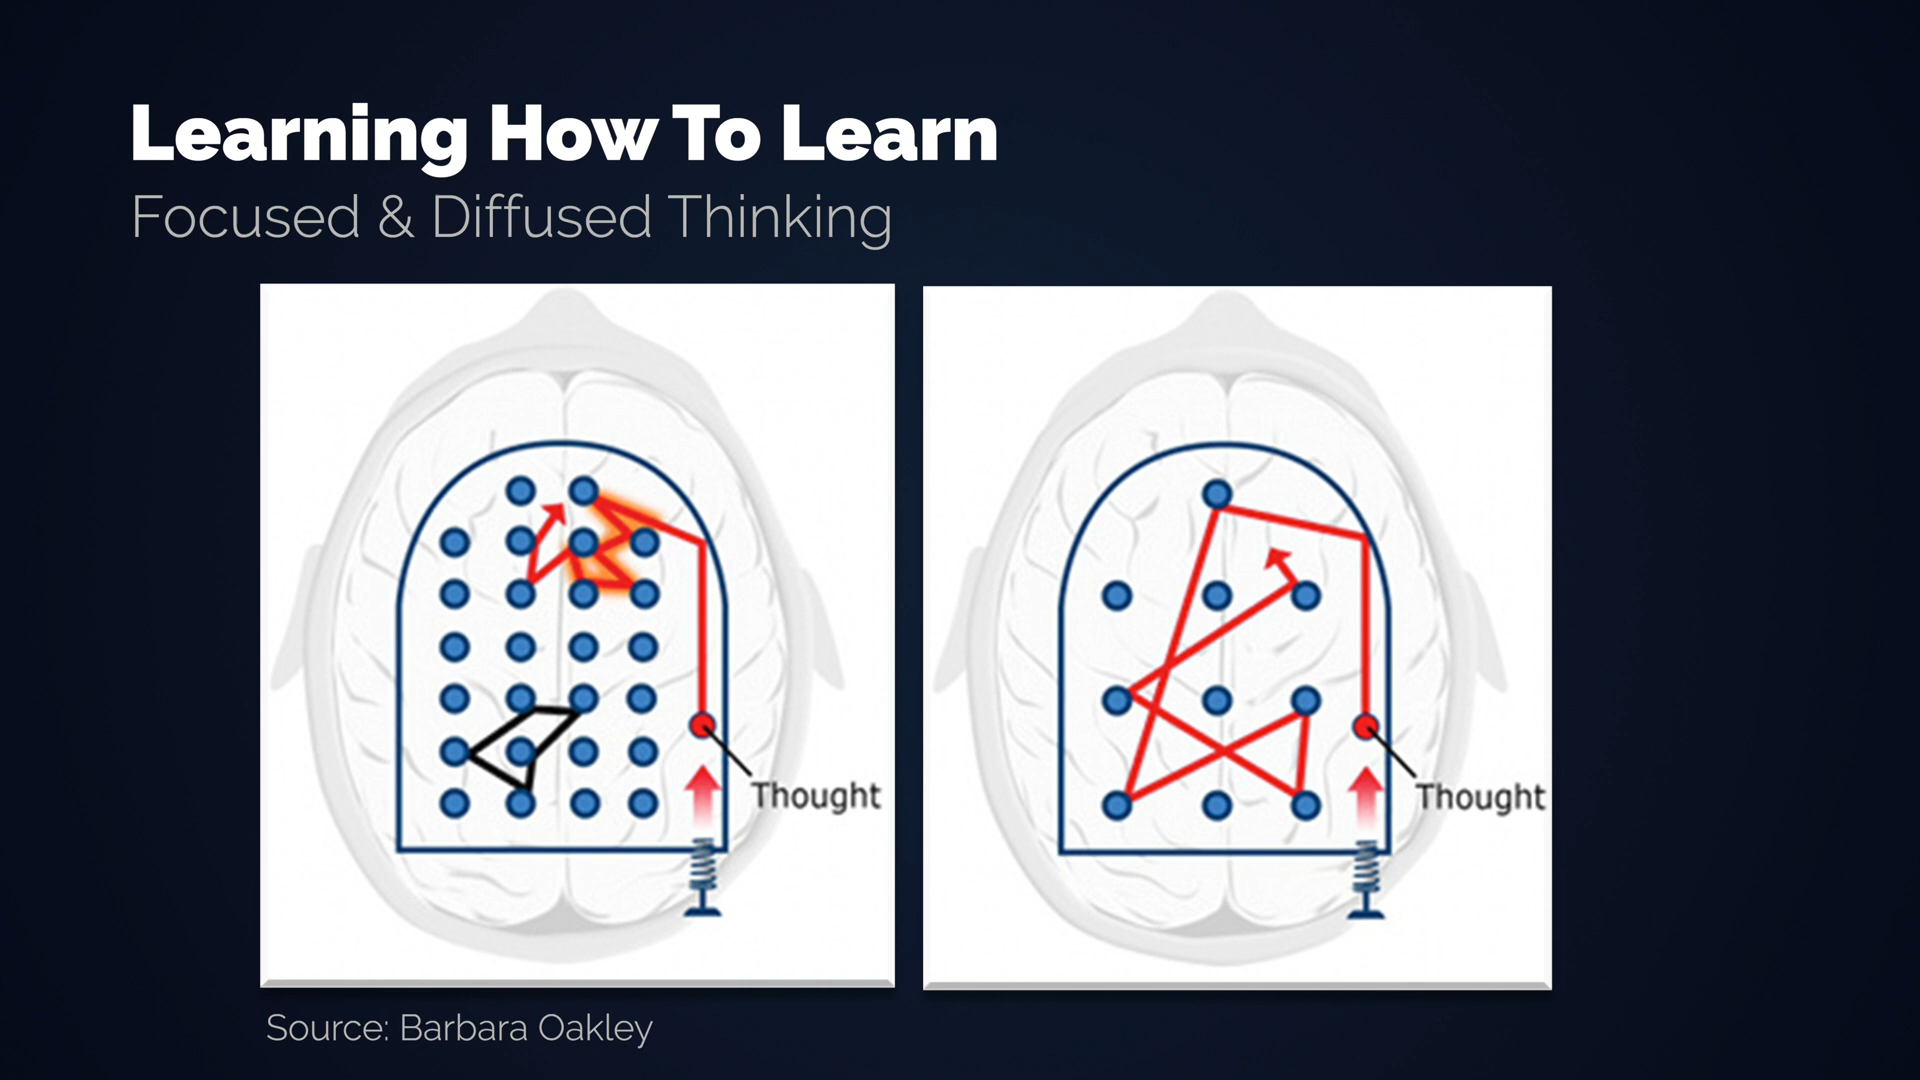 Learning How To Learn
Focused & Diffused Thinking
Thought
Thought
Source: Barbara Oakley